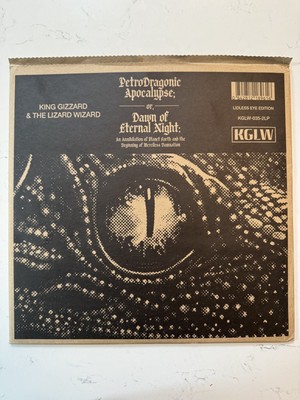 PetroDragonic
Apocalypse;
or,
Dawn of
Eternal Night:
An Annihilation of Planet Earth and the
Beginning of Merciless Damnation
KING GIZZARD
& THE LIZARD WIZARD
LIDLESS EYE EDITION
KGLW-035-2LP
KGLW